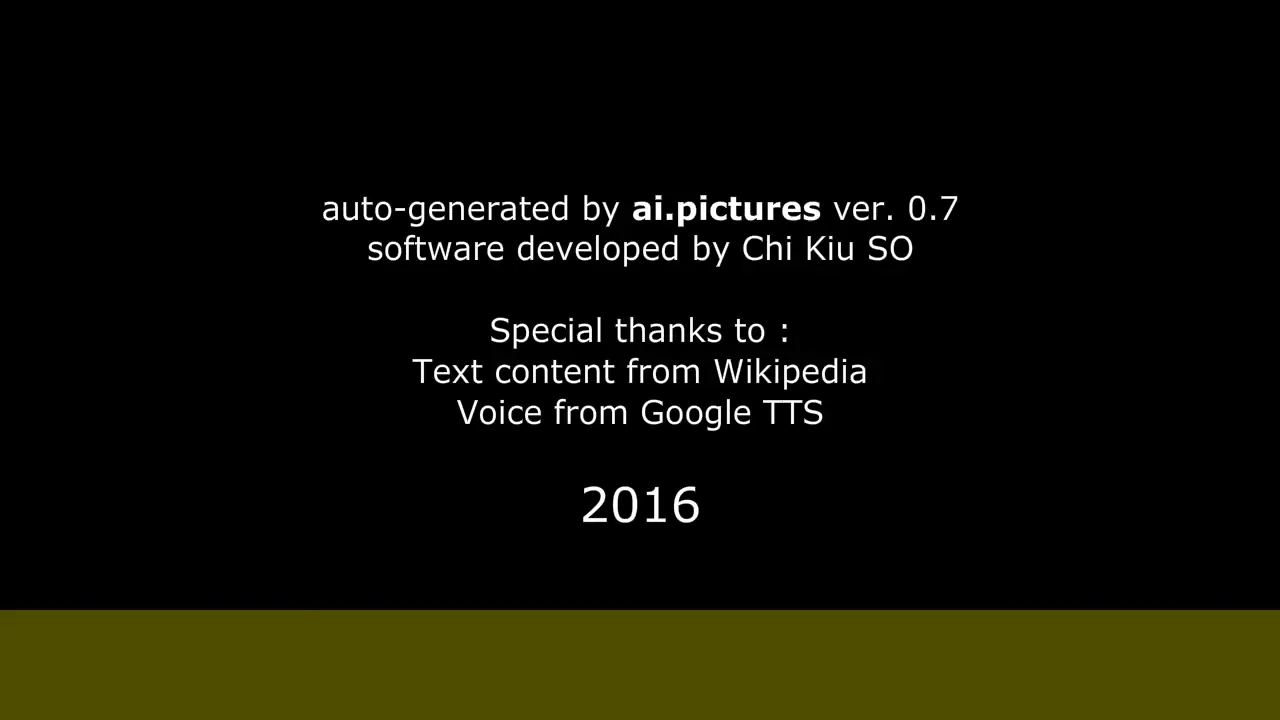 auto-generated by ai.pictures ver. 0.7
software developed by Chi Kiu SO
Special thanks to :
Text content from Wikipedia
Voice from Google TTS
2016